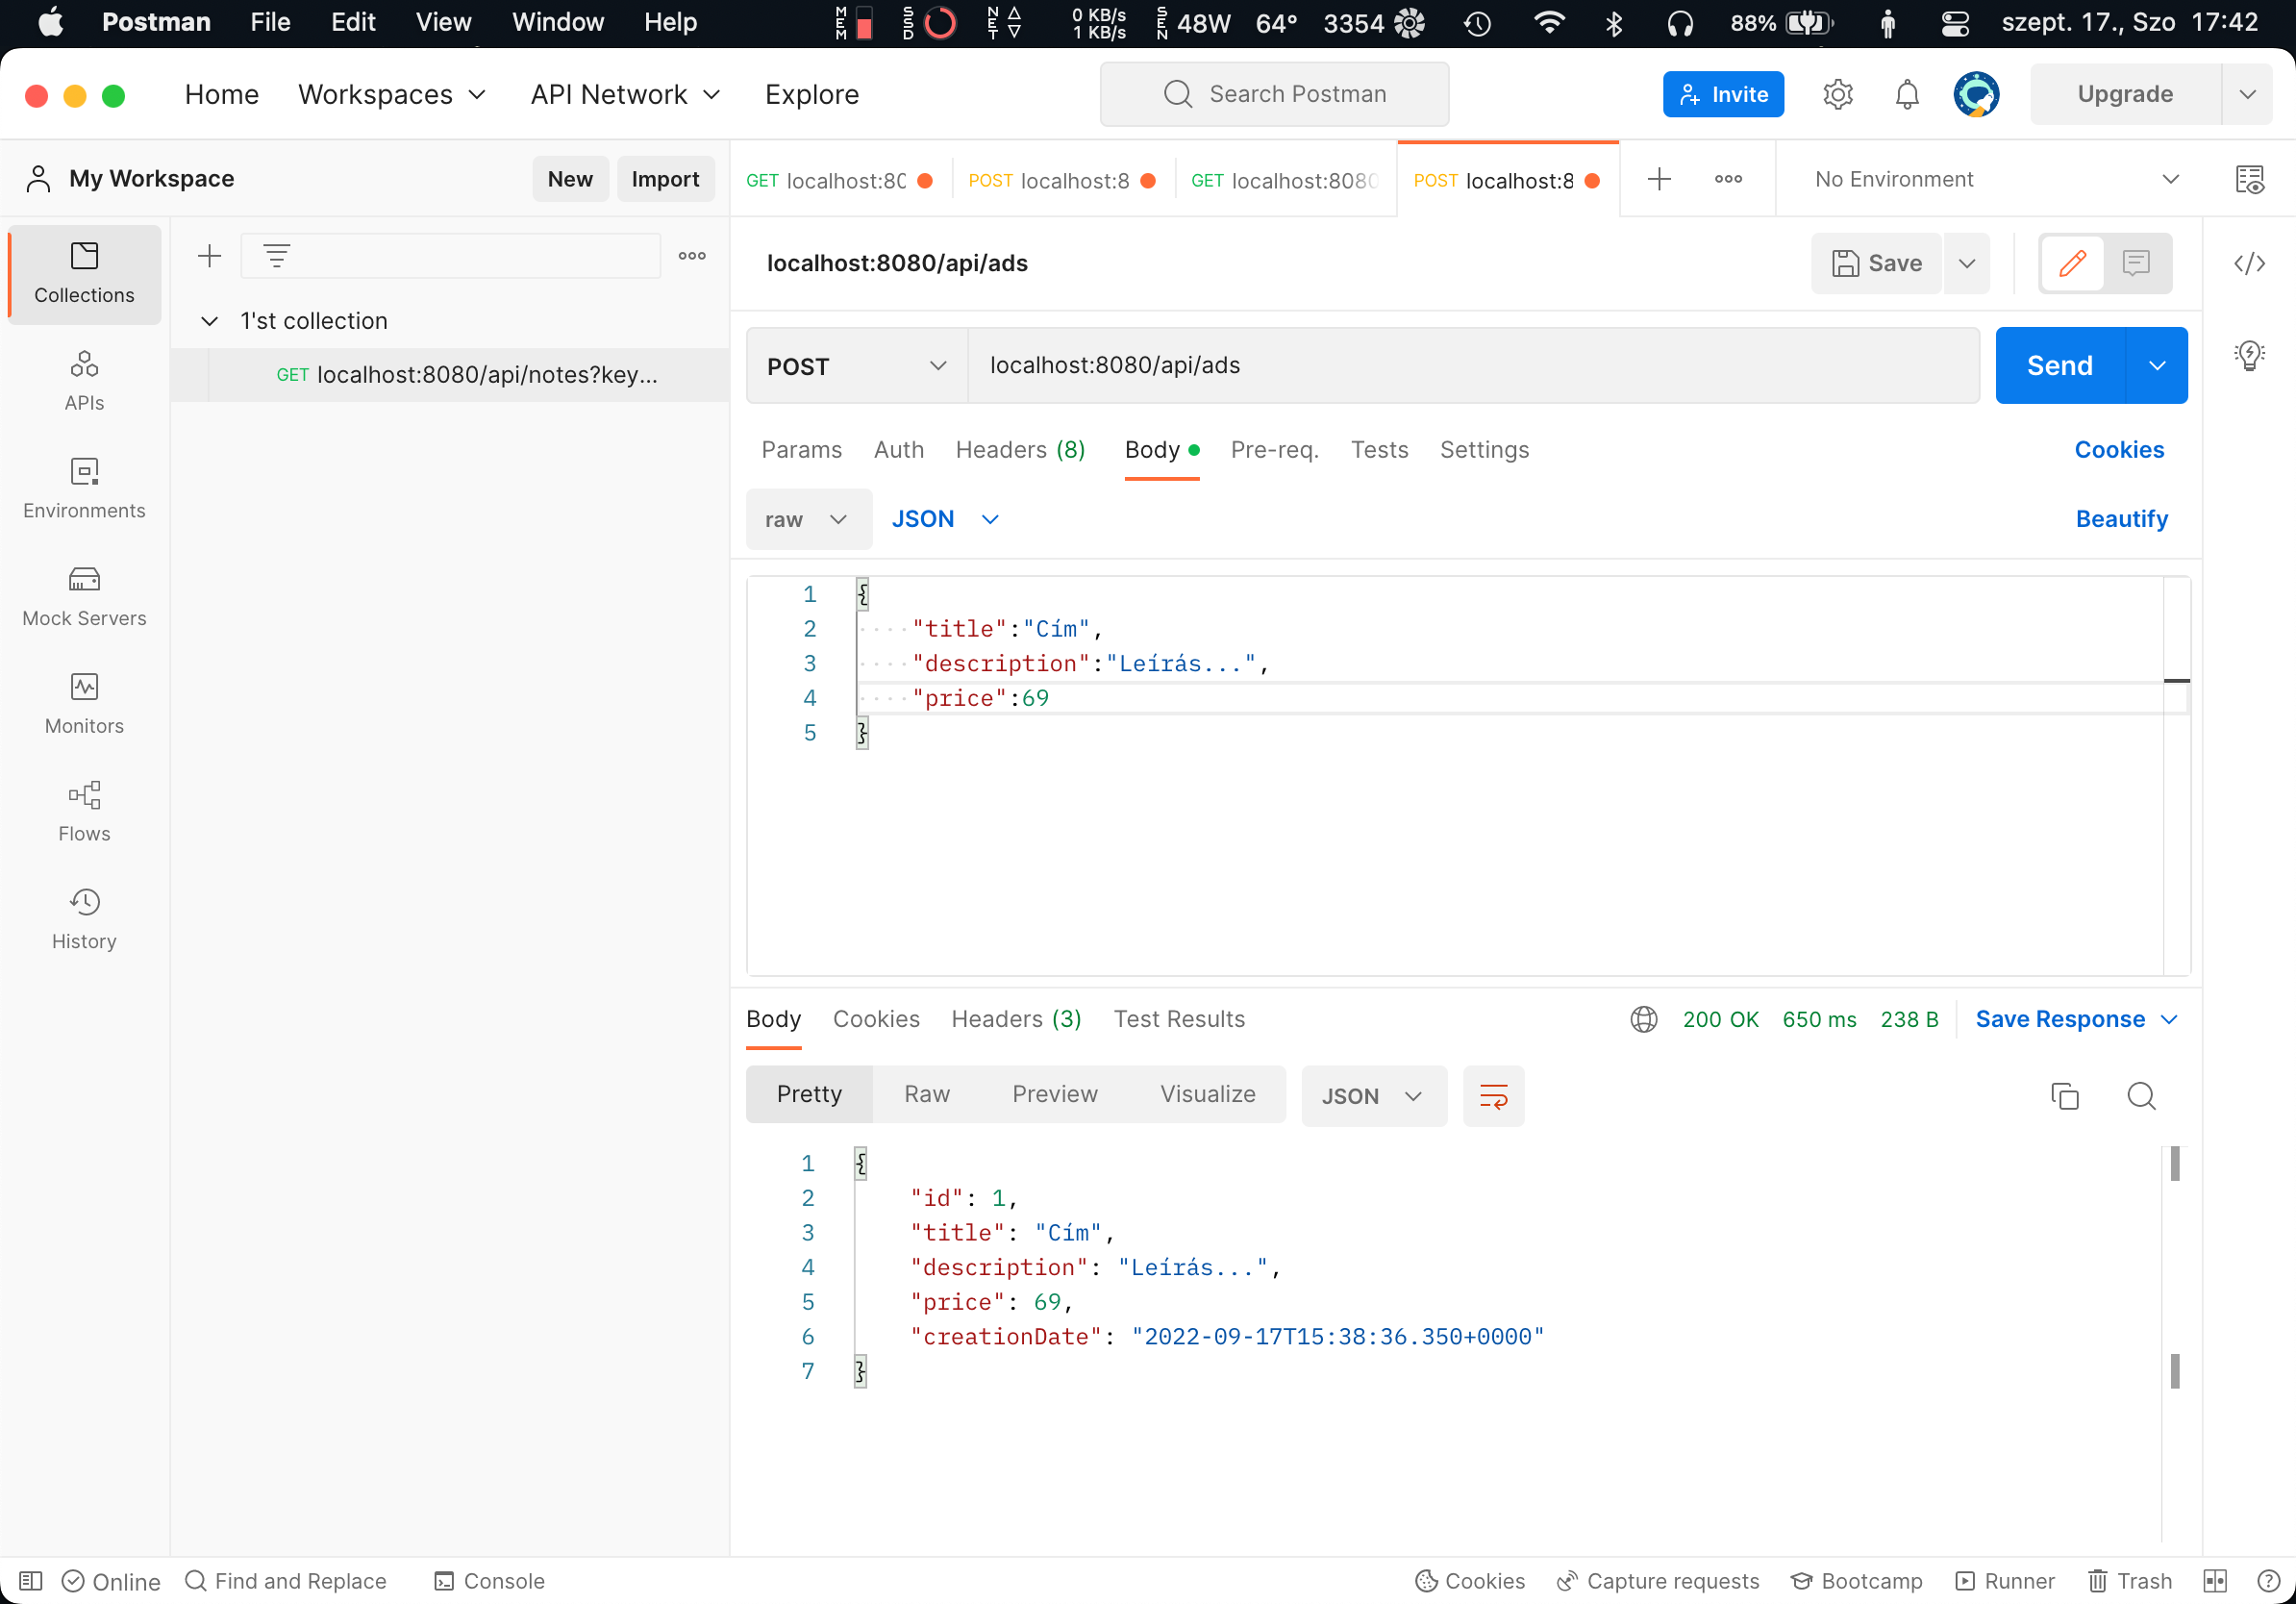 Postman File Edit View Window Help MEM SSD NET 0 KB/s 1 KB/s SEN 48W 64° 3354 88% szept. 17., Szo 17:42
Home Workspaces API Network Explore Search Postman Invite Upgrade
My Workspace New Import GET localhost:80 POST localhost:8 GET localhost:8080 POST localhost:8 No Environment
Collections
APIs
Environments
Mock Servers
Monitors
Flows
History
1'st collection
GET localhost:8080/api/notes?key...
localhost:8080/api/ads Save
POST localhost:8080/api/ads Send
Params Auth Headers (8) Body Pre-req. Tests Settings Cookies
raw JSON Beautify
1 {
2 ····"title":"Cím",
3 ····"description":"Leírás...",
4 ····"price":69
5 }
Body Cookies Headers (3) Test Results 200 OK 650 ms 238 B Save Response
Pretty Raw Preview Visualize JSON
1 {
2 "id": 1,
3 "title": "Cím",
4 "description": "Leírás...",
5 "price": 69,
6 "creationDate": "2022-09-17T15:38:36.350+0000"
7 }
Online Find and Replace Console Cookies Capture requests Bootcamp Runner Trash